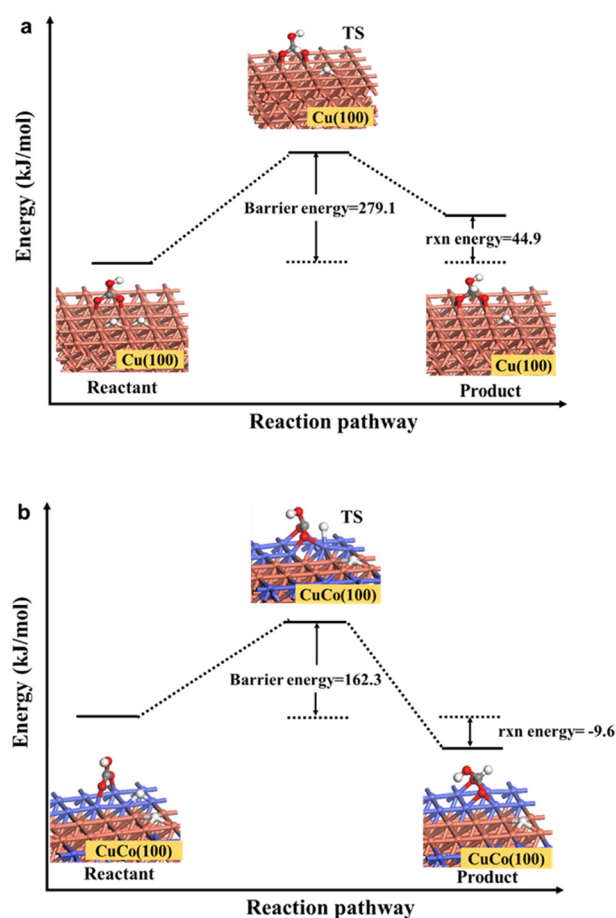 a
TS
Cu(100)
Energy (kJ/mol)
Barrier energy=279.1
rxn energy=44.9
Cu(100)
Cu(100)
Reactant
Product
Reaction pathway
b
TS
CuCo(100)
Energy (kJ/mol)
Barrier energy=162.3
rxn energy= -9.6
CuCo(100)
CuCo(100)
Reactant
Product
Reaction pathway